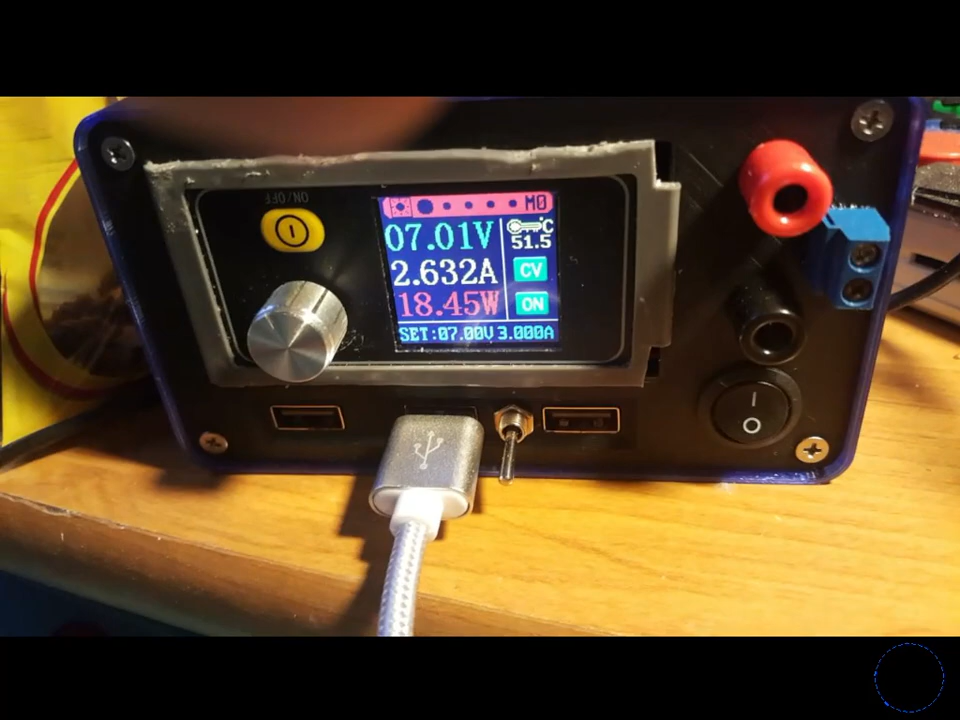 ON/OFF
M0
07.01V
C
51.5
2.632A
CV
18.45W
ON
SET:07.00V 3.000A